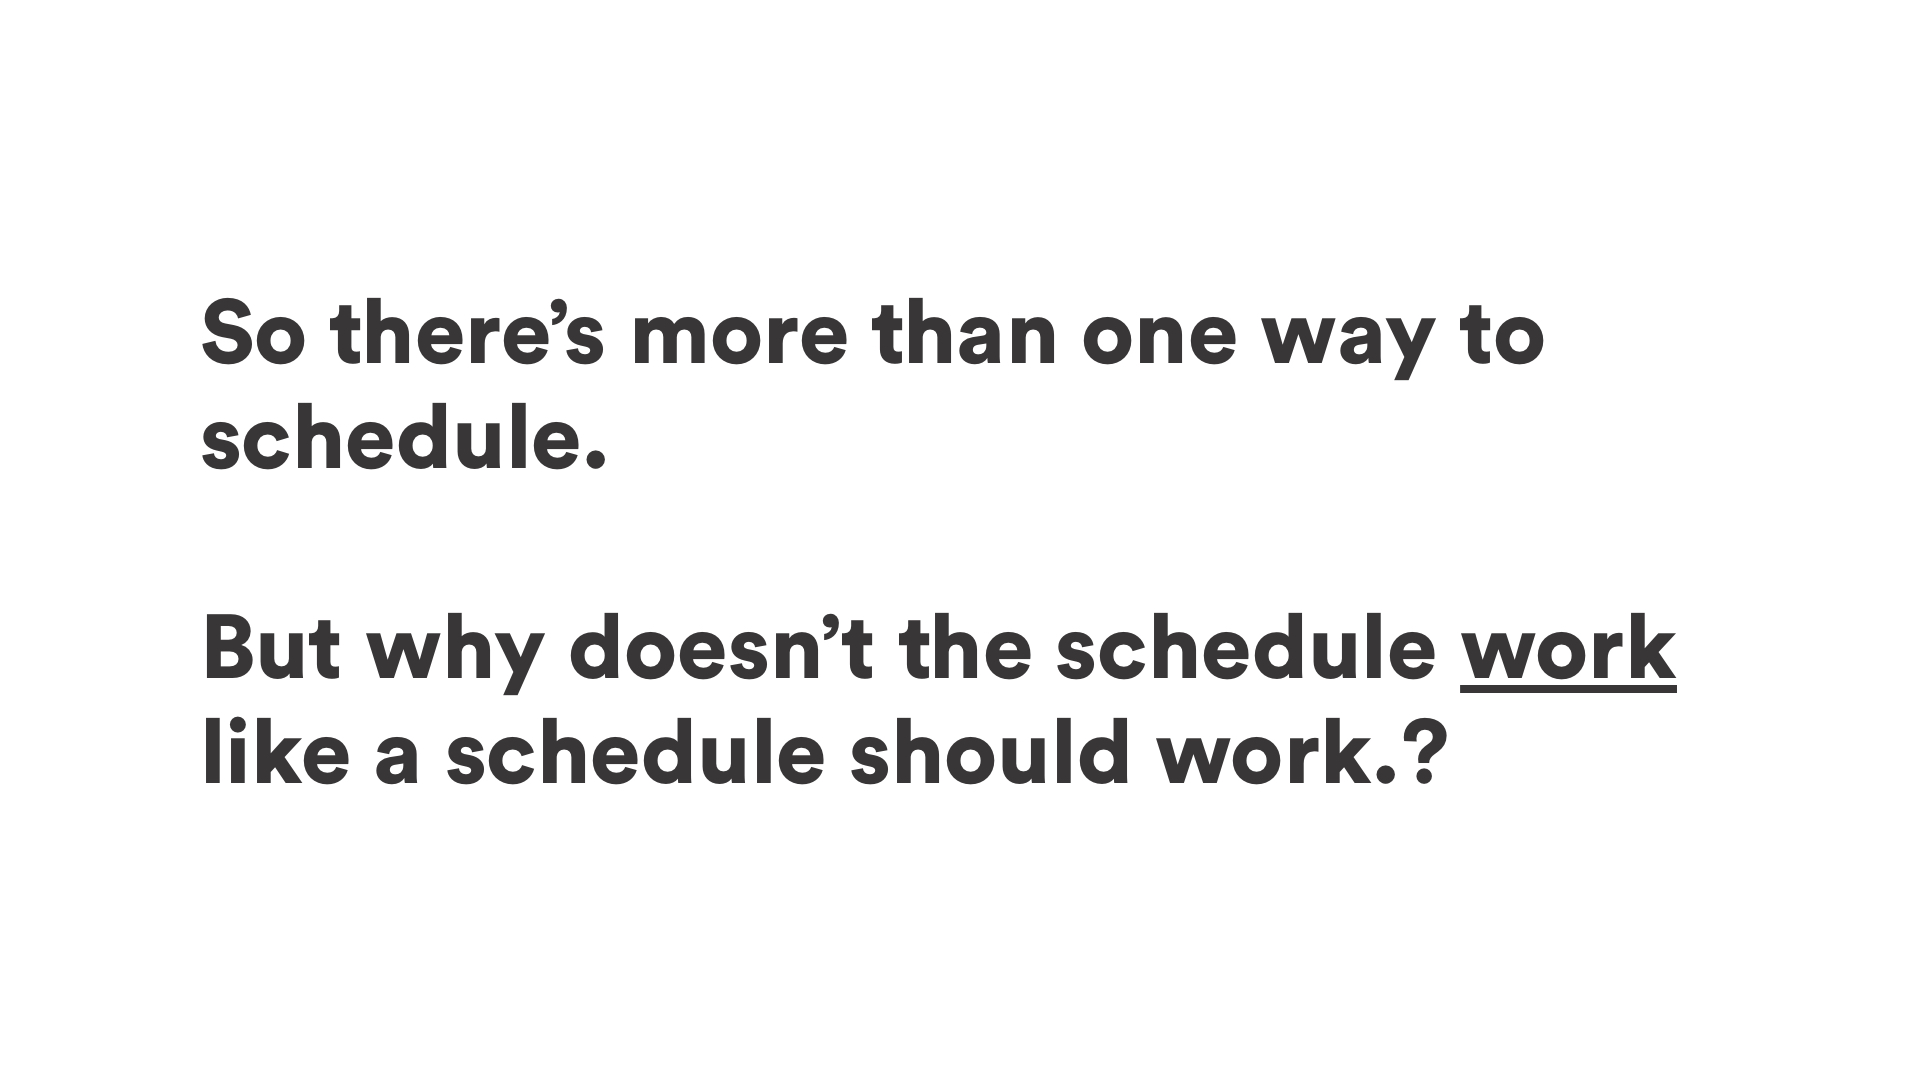 So there’s more than one way to
schedule.
But why doesn’t the schedule work
like a schedule should work.?